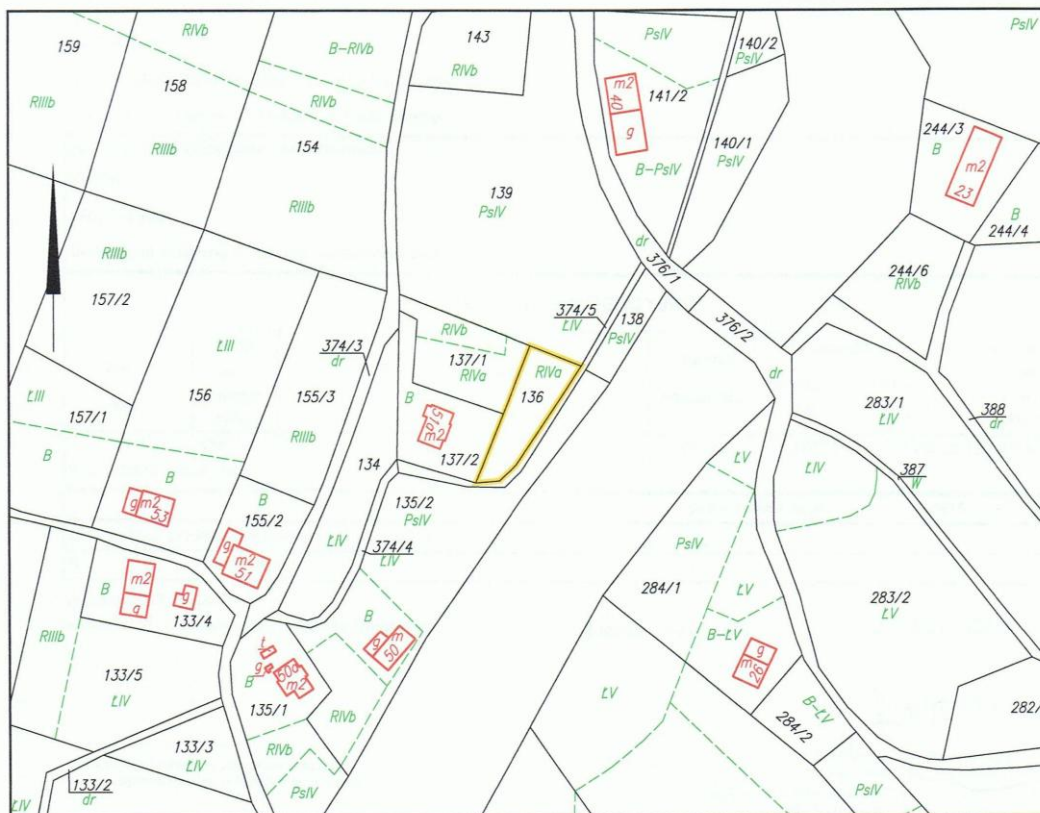 159
RIVb
158
RIIIb
RIIIb
B-RIVb
RIVb
154
RIIIb
143
RIVb
PsIV
m2
40
g
141/2
B-PsIV
140/2
PsIV
140/1
PsIV
PsIV
244/3
B
m2
23
B
244/4
139
PsIV
dr
376/1
244/6
RIVb
RIIIb
157/2
374/5
ŁIV
138
PsIV
376/2
374/3
dr
RIVb
137/1
RIVa
RIVa
136
dr
ŁIII
ŁIII
157/1
B
156
155/3
RIIIb
B
51a
m2
137/2
283/1
ŁIV
388
dr
134
ŁV
ŁIV
387
W
B
g
m2
53
B
155/2
g
m2
51
135/2
PsIV
ŁIV
374/4
ŁIV
PsIV
284/1
ŁV
283/2
ŁV
B
m2
g
g
133/4
B
g
m
50
B-ŁV
g
m
26
RIIIb
133/5
ŁIV
t
g
50a
m2
B
135/1
RIVb
ŁV
B-ŁV
284/2
282/
133/3
ŁIV
RIVb
133/2
dr
ŁIV
PsIV
PsIV